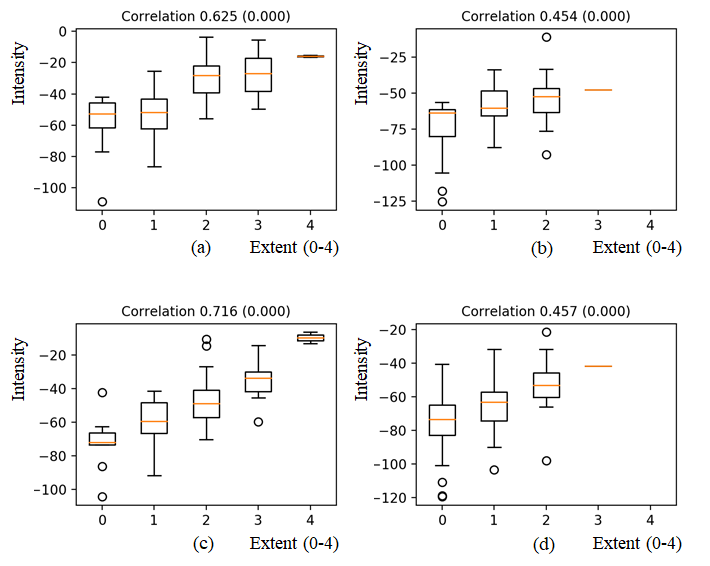 Correlation 0.625 (0.000)
Intensity
0
−20
−40
−60
−80
−100
0 1 2 3 4
(a) Extent (0-4)
Correlation 0.454 (0.000)
Intensity
−25
−50
−75
−100
−125
0 1 2 3 4
(b) Extent (0-4)
Correlation 0.716 (0.000)
Intensity
−20
−40
−60
−80
−100
0 1 2 3 4
(c) Extent (0-4)
Correlation 0.457 (0.000)
Intensity
−20
−40
−60
−80
−100
−120
0 1 2 3 4
(d) Extent (0-4)